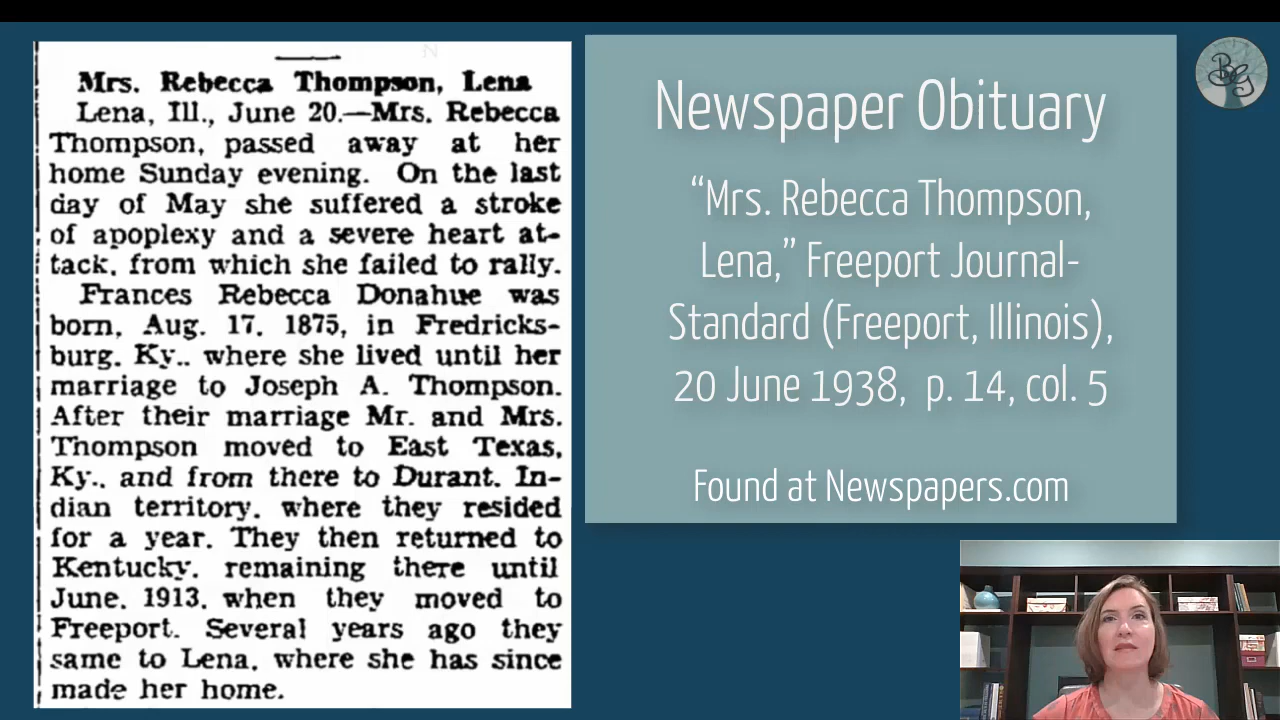 Mrs. Rebecca Thompson, Lena
Lena, Ill., June 20.—Mrs. Rebecca
Thompson, passed away at her
home Sunday evening. On the last
day of May she suffered a stroke
of apoplexy and a severe heart at-
tack, from which she failed to rally.
Frances Rebecca Donahue was
born, Aug. 17, 1875, in Fredricks-
burg, Ky., where she lived until her
marriage to Joseph A. Thompson.
After their marriage Mr. and Mrs.
Thompson moved to East Texas,
Ky., and from there to Durant, In-
dian territory, where they resided
for a year. They then returned to
Kentucky, remaining there until
June, 1913, when they moved to
Freeport. Several years ago they
same to Lena, where she has since
made her home.
Newspaper Obituary
“Mrs. Rebecca Thompson,
Lena,” Freeport Journal-
Standard (Freeport, Illinois),
20 June 1938, p. 14, col. 5
Found at Newspapers.com
BG